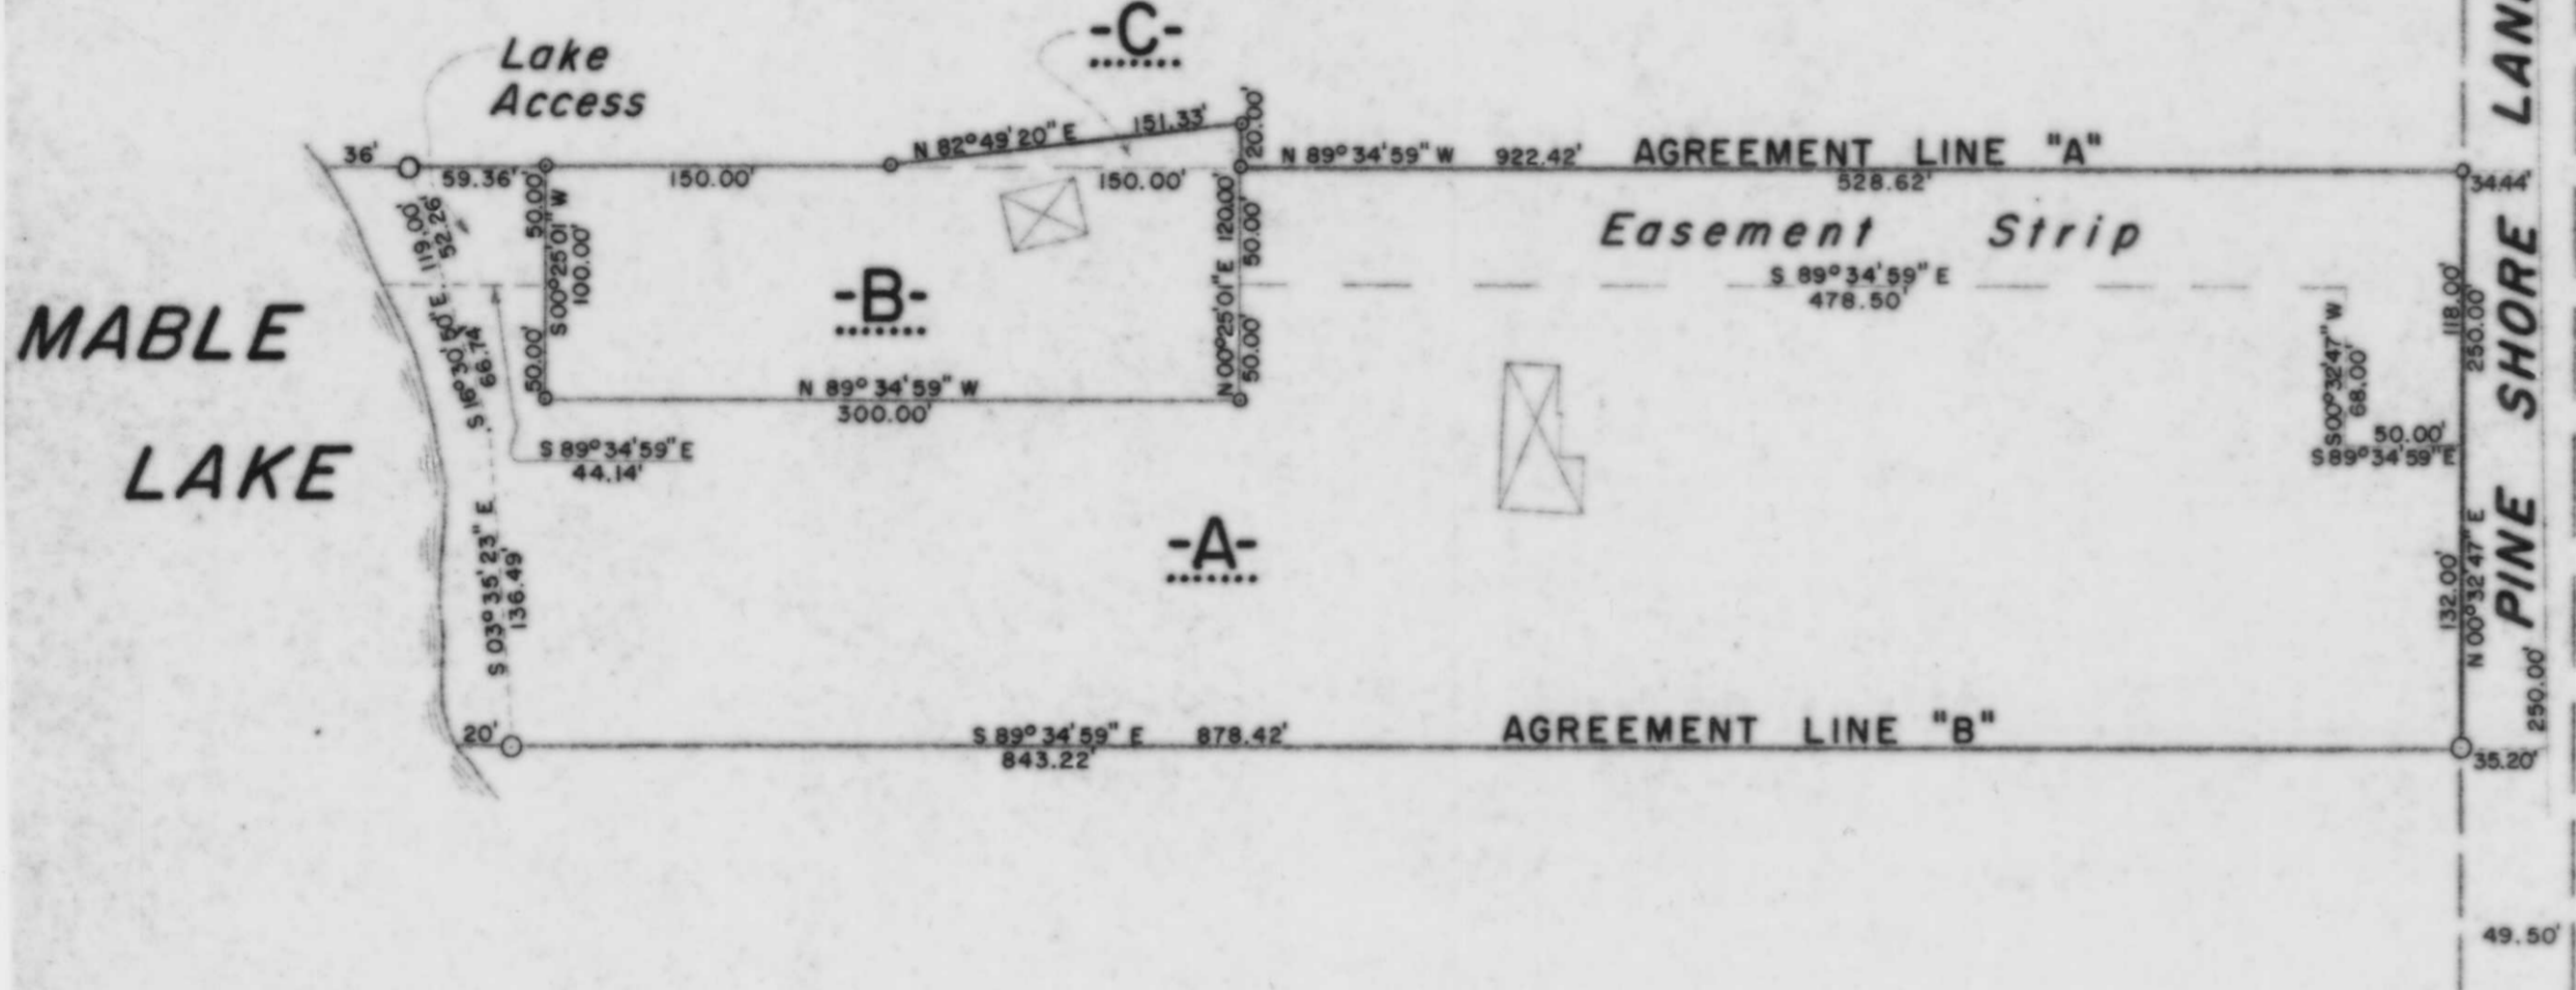 -C-
Lake
Access
LAN
36'
59.36'
150.00'
N 82°49'20" E 151.33'
150.00'
20.00'
N 89°34'59" W 922.42' AGREEMENT LINE "A"
528.62'
34.44'
119.00'
52.26'
S 16°30'50" E
66.74'
50.00'
S 00°25'01" W
100.00'
50.00'
-B-
N 00°25'01" E 120.00'
50.00'
50.00'
Easement Strip
S 89°34'59" E
478.50'
S 00°32'47" W
68.00'
50.00'
S 89°34'59" E
118.00'
250.00'
PINE SHORE
MABLE
LAKE
N 89°34'59" W
300.00'
S 89°34'59" E
44.14'
S 03°35'23" E
136.49'
-A-
132.00'
N 00°32'47" E
250.00'
20'
S 89°34'59" E 878.42' AGREEMENT LINE "B"
843.22'
35.20'
49.50'